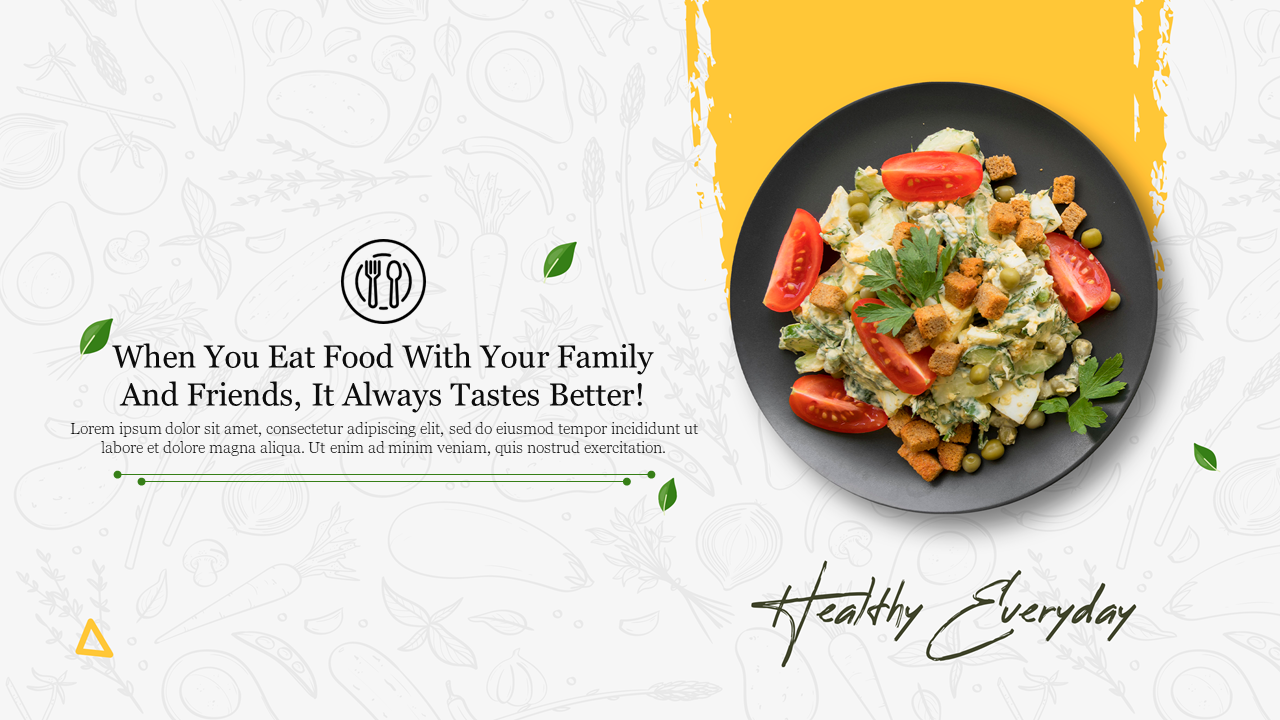 When You Eat Food With Your Family
And Friends, It Always Tastes Better!
Lorem ipsum dolor sit amet, consectetur adipiscing elit, sed do eiusmod tempor incididunt ut
labore et dolore magna aliqua. Ut enim ad minim veniam, quis nostrud exercitation.
Healthy Everyday